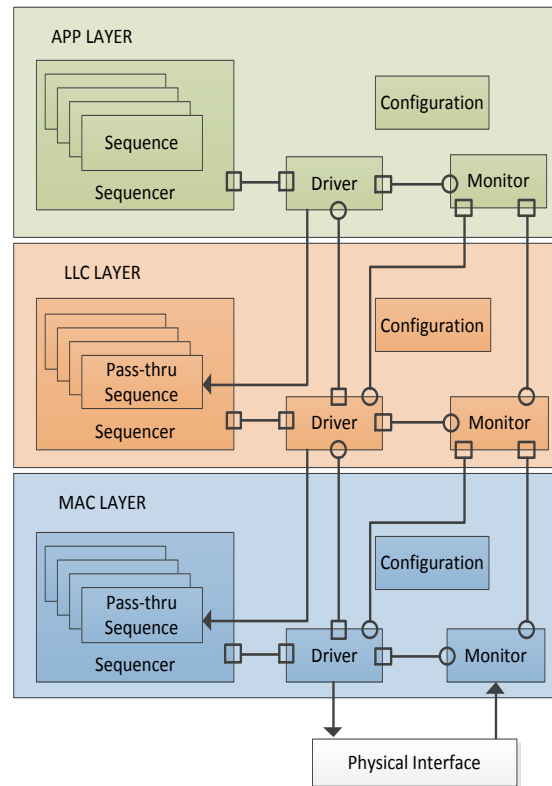 APP LAYER
Configuration
Sequence
Sequencer
Driver
Monitor
LLC LAYER
Configuration
Pass-thru
Sequence
Sequencer
Driver
Monitor
MAC LAYER
Configuration
Pass-thru
Sequence
Sequencer
Driver
Monitor
Physical Interface